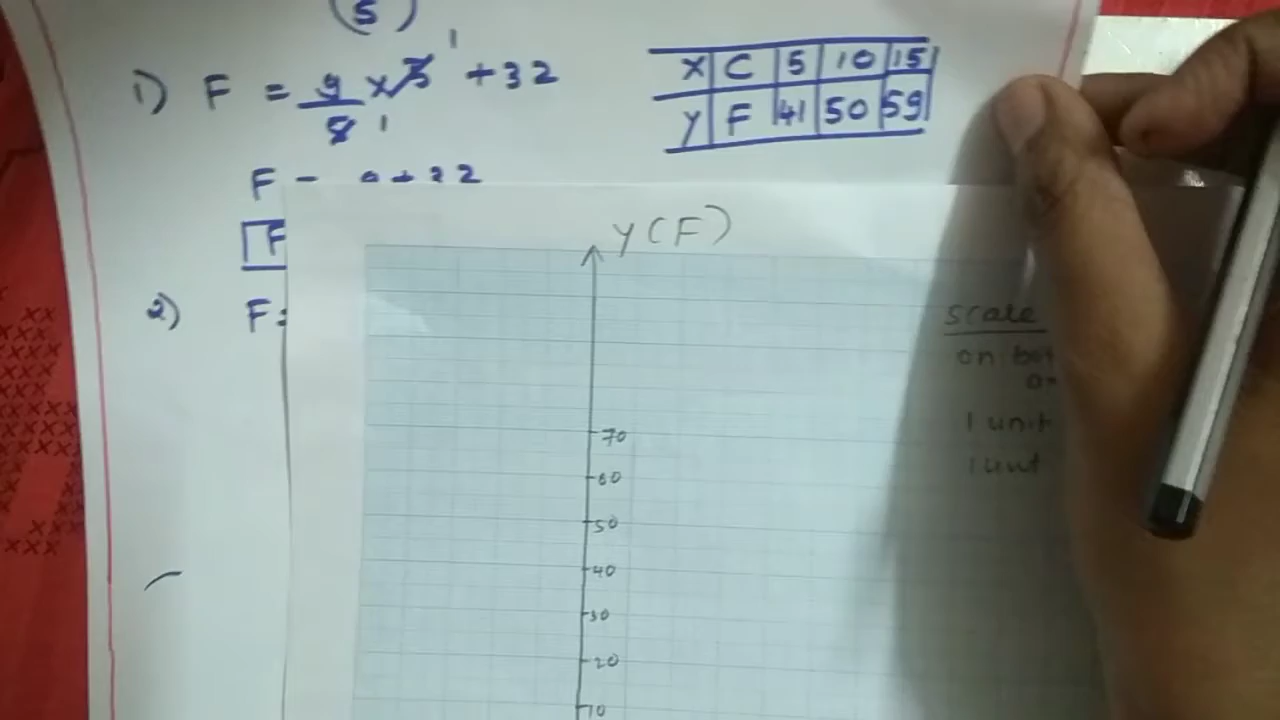 (5)
1) F = 9/5 x 5 1 1 + 32
X C 5 10 15
Y F 41 50 59
F = 9 + 32
F
2) F =
Y(F)
scale
on
1 unit
1 unit
70
60
50
40
30
20
10